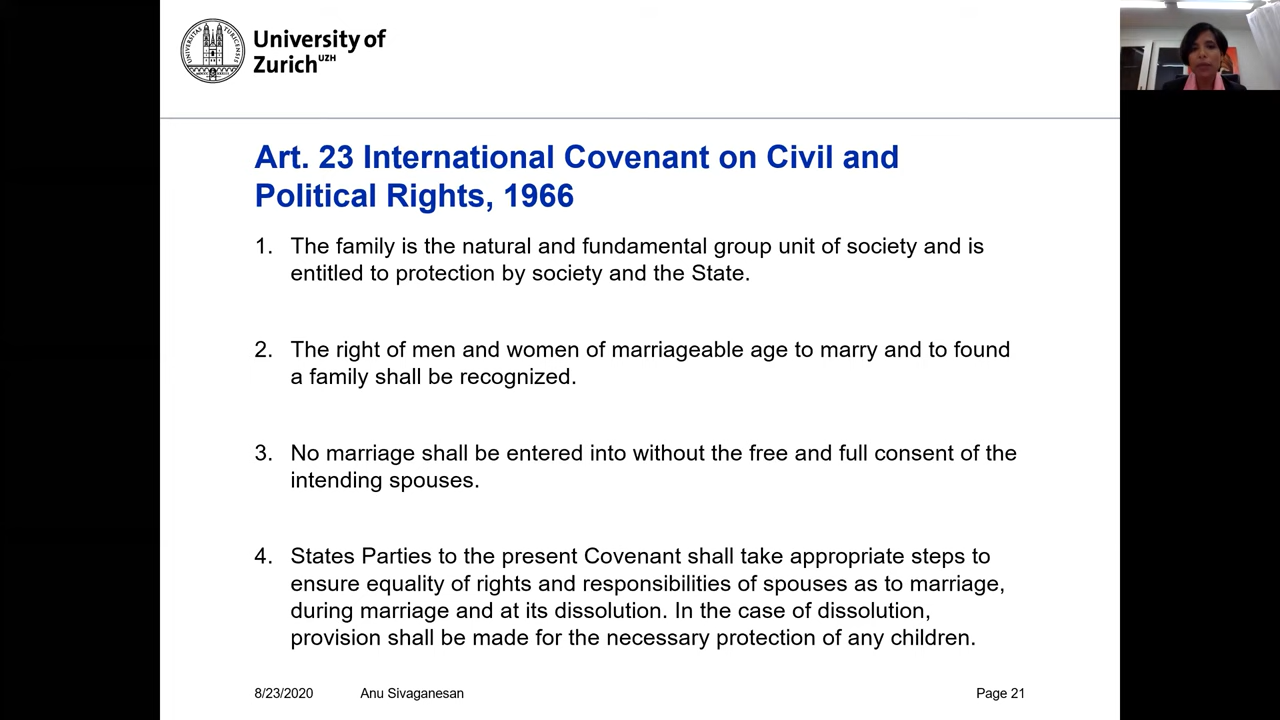 University of
Zurich UZH
Art. 23 International Covenant on Civil and
Political Rights, 1966
1. The family is the natural and fundamental group unit of society and is
entitled to protection by society and the State.
2. The right of men and women of marriageable age to marry and to found
a family shall be recognized.
3. No marriage shall be entered into without the free and full consent of the
intending spouses.
4. States Parties to the present Covenant shall take appropriate steps to
ensure equality of rights and responsibilities of spouses as to marriage,
during marriage and at its dissolution. In the case of dissolution,
provision shall be made for the necessary protection of any children.
8/23/2020 Anu Sivaganesan Page 21